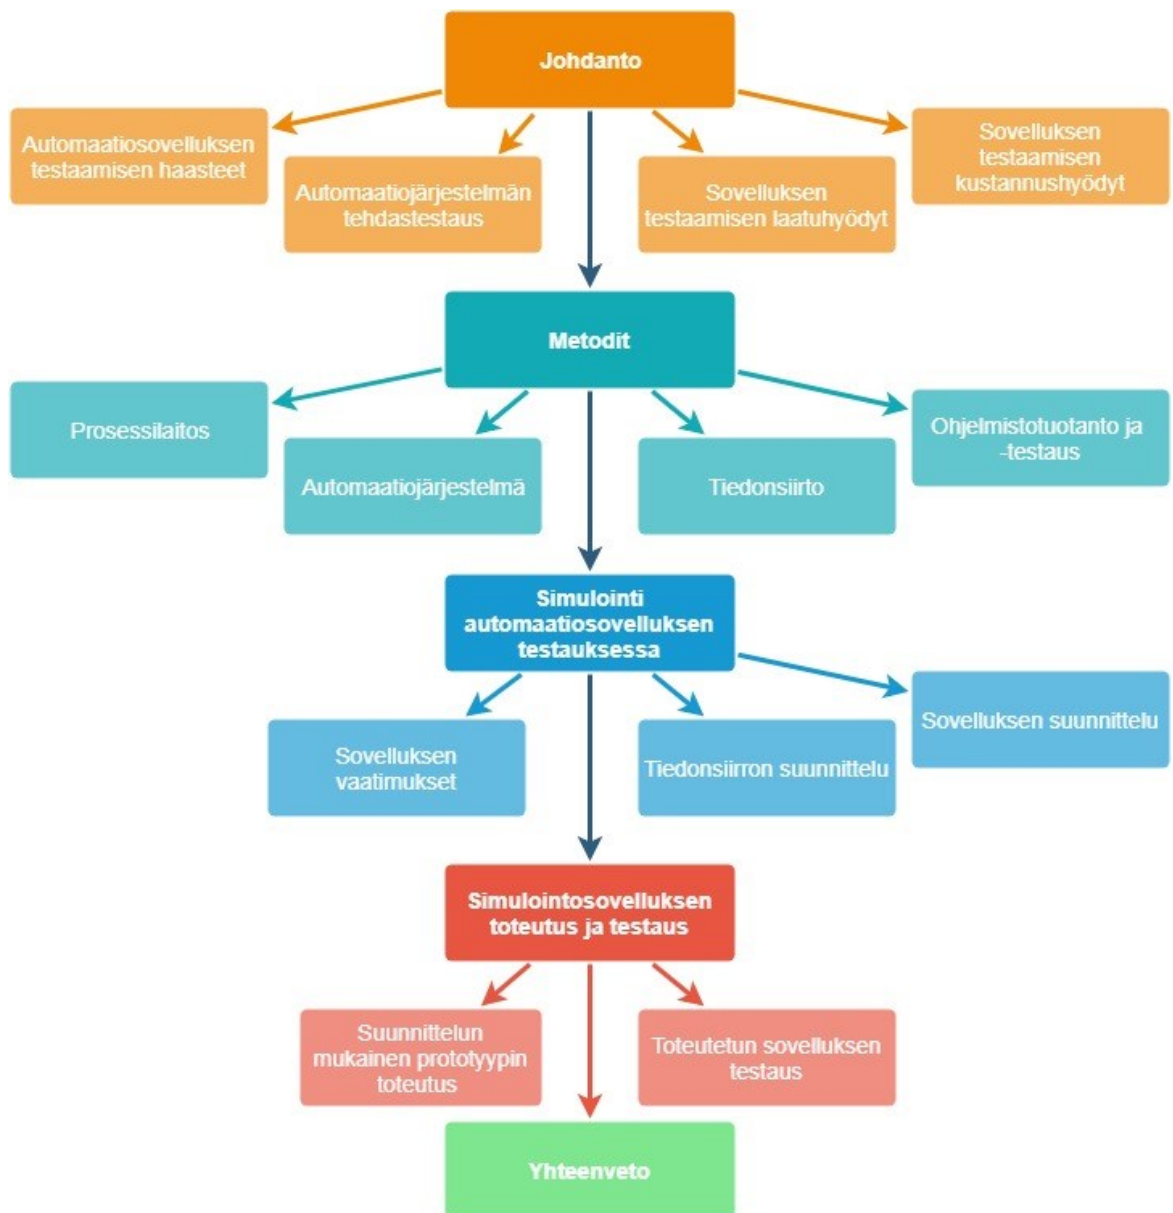 Johdanto
Automaatiosovelluksen
testaamisen haasteet
Automaatiojärjestelmän
tehdastestaus
Sovelluksen
testaamisen laatuhyödyt
Sovelluksen
testaamisen
kustannushyödyt
Metodit
Prosessilaitos
Automaatiojärjestelmä
Tiedonsiirto
Ohjelmistotuotanto ja
-testaus
Simulointi
automaatiosovelluksen
testauksessa
Sovelluksen
vaatimukset
Tiedonsiirron suunnittelu
Sovelluksen suunnittelu
Simulointosovelluksen
toteutus ja testaus
Suunnittelun
mukainen prototyypin
toteutus
Toteutetun sovelluksen
testaus
Yhteenveto